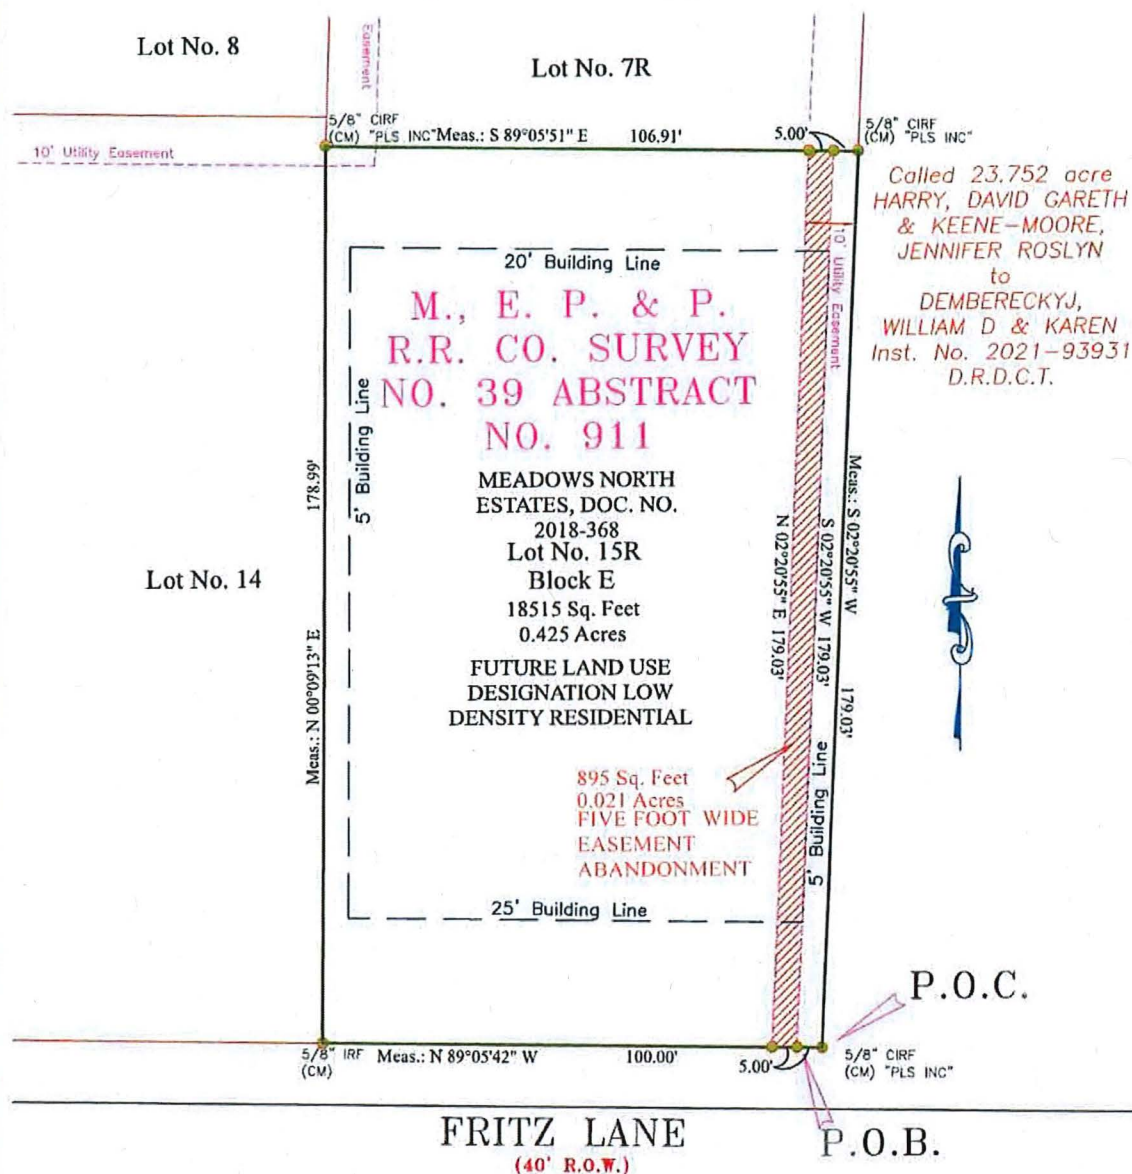 Lot No. 8
Easement
Lot No. 7R
5/8" CIRF
(CM) "PLS INC"
Meas.: S 89°05'51" E 106.91'
5.00'
5/8" CIRF
(CM) "PLS INC"
10' Utility Easement
Called 23.752 acre
HARRY, DAVID GARETH
& KEENE-MOORE,
JENNIFER ROSLYN
to
DEMBERECKYJ,
WILLIAM D & KAREN
Inst. No. 2021-93931
D.R.D.C.T.
10' Utility Easement
20' Building Line
M., E. P. & P.
R.R. CO. SURVEY
NO. 39 ABSTRACT
NO. 911
5' Building Line
178.99'
Meas.: N 00°09'13" E
MEADOWS NORTH
ESTATES, DOC. NO.
2018-368
Lot No. 15R
Block E
18515 Sq. Feet
0.425 Acres
FUTURE LAND USE
DESIGNATION LOW
DENSITY RESIDENTIAL
Lot No. 14
N 02°20'55" E 179.03'
S 02°20'55" W 179.03'
Meas.: S 02°20'55" W 179.03'
895 Sq. Feet
0.021 Acres
FIVE FOOT WIDE
EASEMENT
ABANDONMENT
5' Building Line
25' Building Line
P.O.C.
5/8" IRF
(CM)
Meas.: N 89°05'42" W 100.00'
5.00'
5/8" CIRF
(CM) "PLS INC"
FRITZ LANE
(40' R.O.W.)
P.O.B.